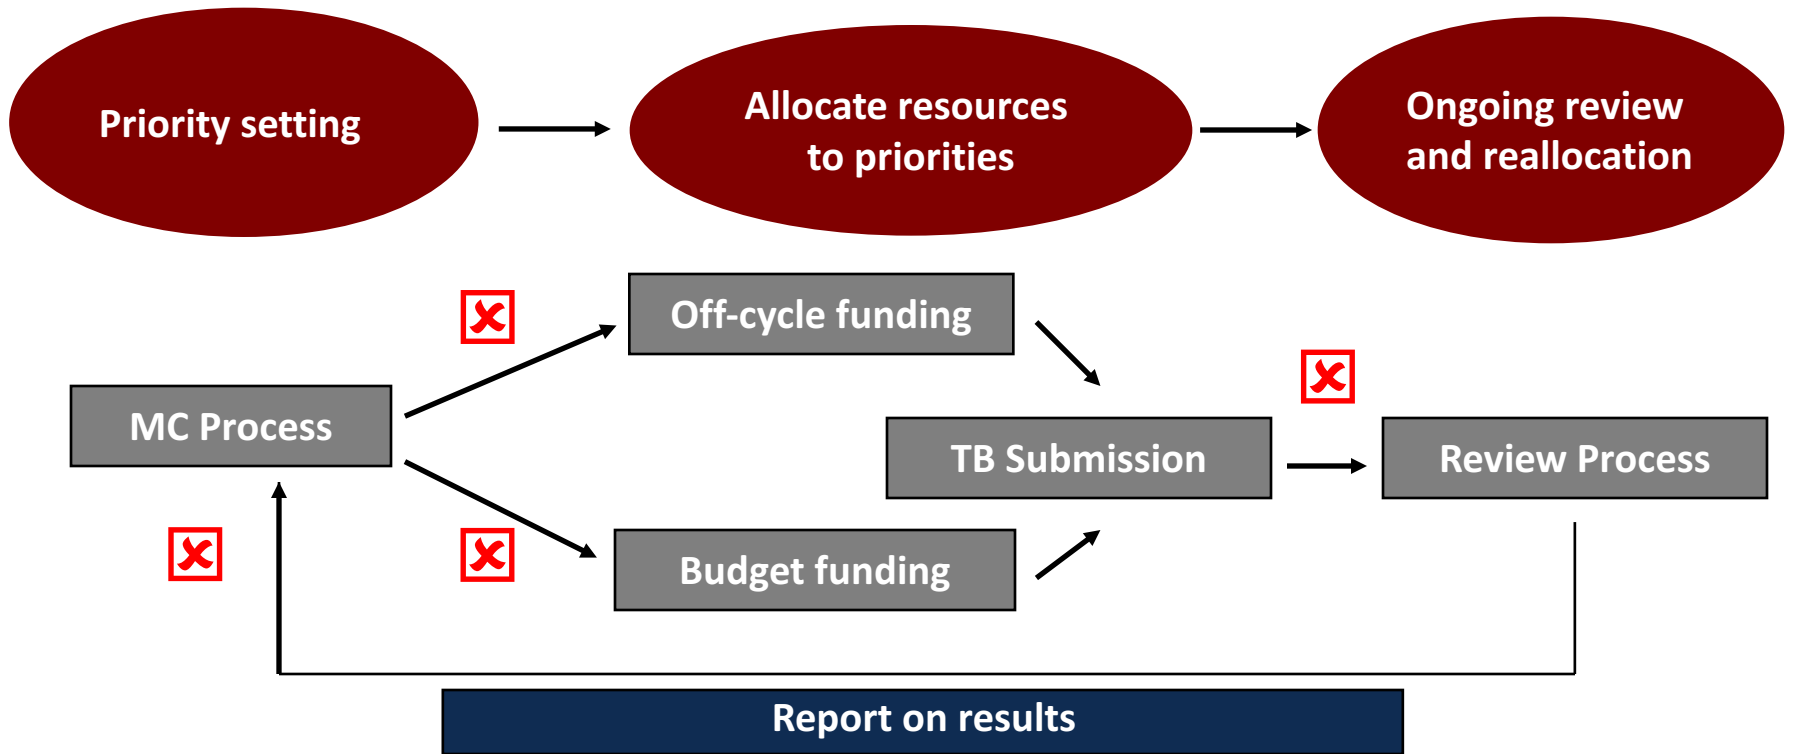 Priority setting
Allocate resources
to priorities
Ongoing review
and reallocation
Off-cycle funding
MC Process
TB Submission
Review Process
Budget funding
Report on results